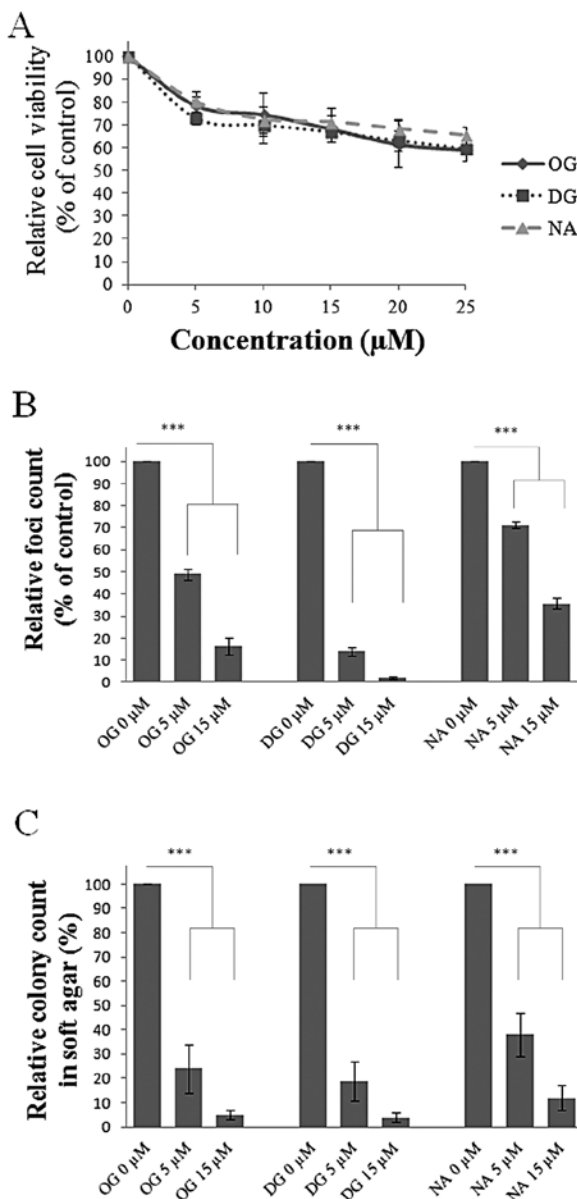 A
Relative cell viability
(% of control)
100
90
80
70
60
50
40
30
20
10
0
0 5 10 15 20 25
Concentration (μM)
OG
DG
NA
B
Relative foci count
(% of control)
*** *** ***
100
90
80
70
60
50
40
30
20
10
0
OG 0 μM OG 5 μM OG 15 μM DG 0 μM DG 5 μM DG 15 μM NA 0 μM NA 5 μM NA 15 μM
C
Relative colony count
in soft agar (%)
*** *** ***
100
90
80
70
60
50
40
30
20
10
0
OG 0 μM OG 5 μM OG 15 μM DG 0 μM DG 5 μM DG 15 μM NA 0 μM NA 5 μM NA 15 μM